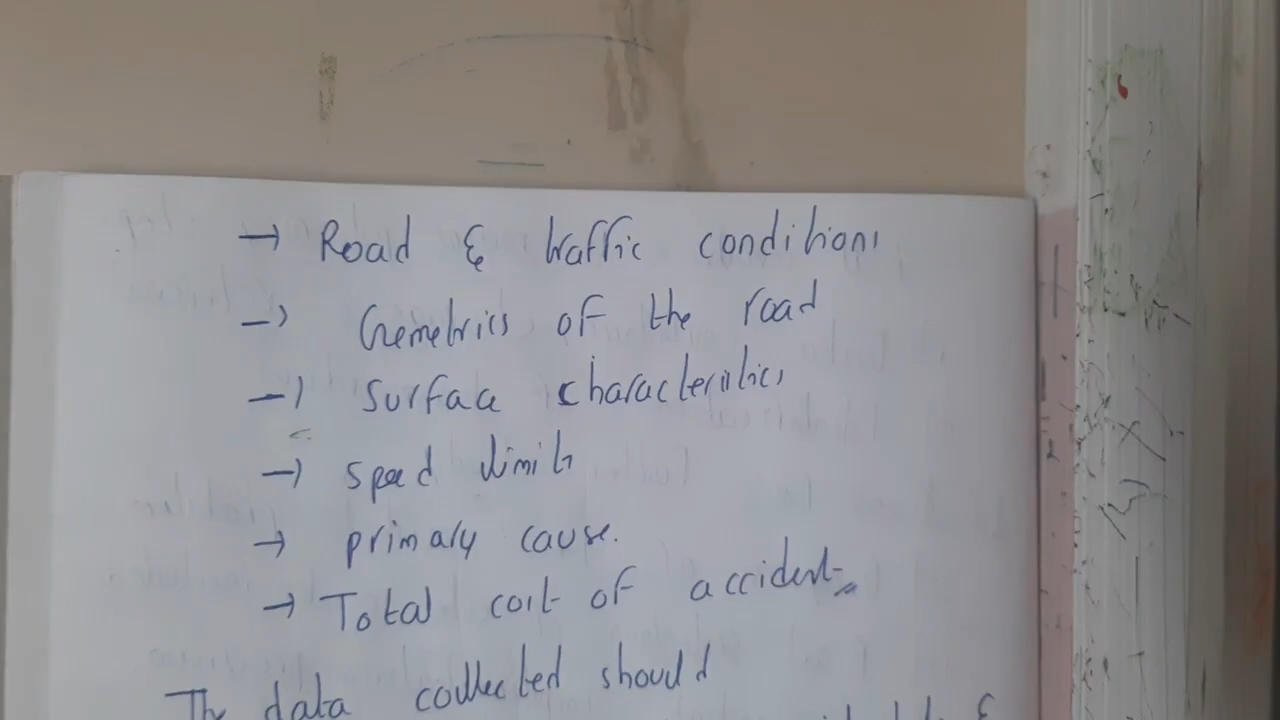 → Road & traffic conditions
→ Gemetrics of the road
→ surface characteristics
→ speed limits
→ primary cause.
→ Total cost of accident
The data collected should
&